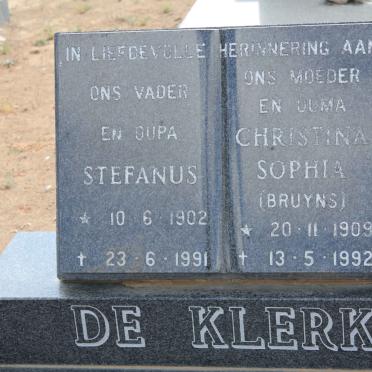 IN LIEFDEVOLLE HERINNERING AAN
ONS VADER
EN OUPA
STEFANUS
* 10·6·1902
† 23·6·1991
ONS MOEDER
EN OUMA
CHRISTINA
SOPHIA
(BRUYNS)
* 20·11·1909
† 13·5·1992
DE KLERK